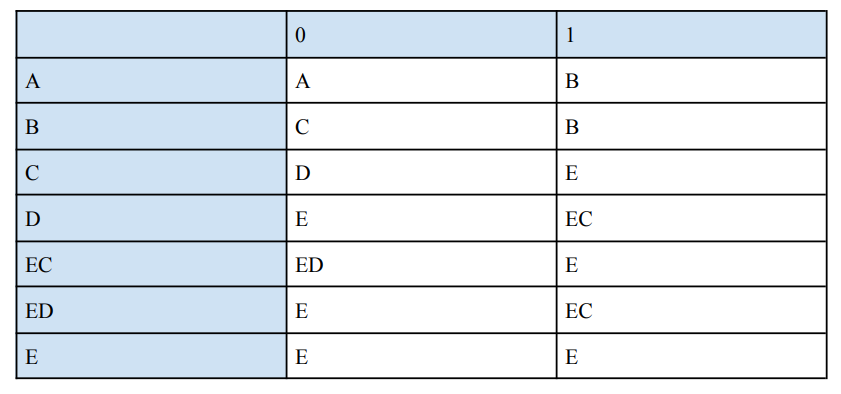 0 1
A A B
B C B
C D E
D E EC
EC ED E
ED E EC
E E E